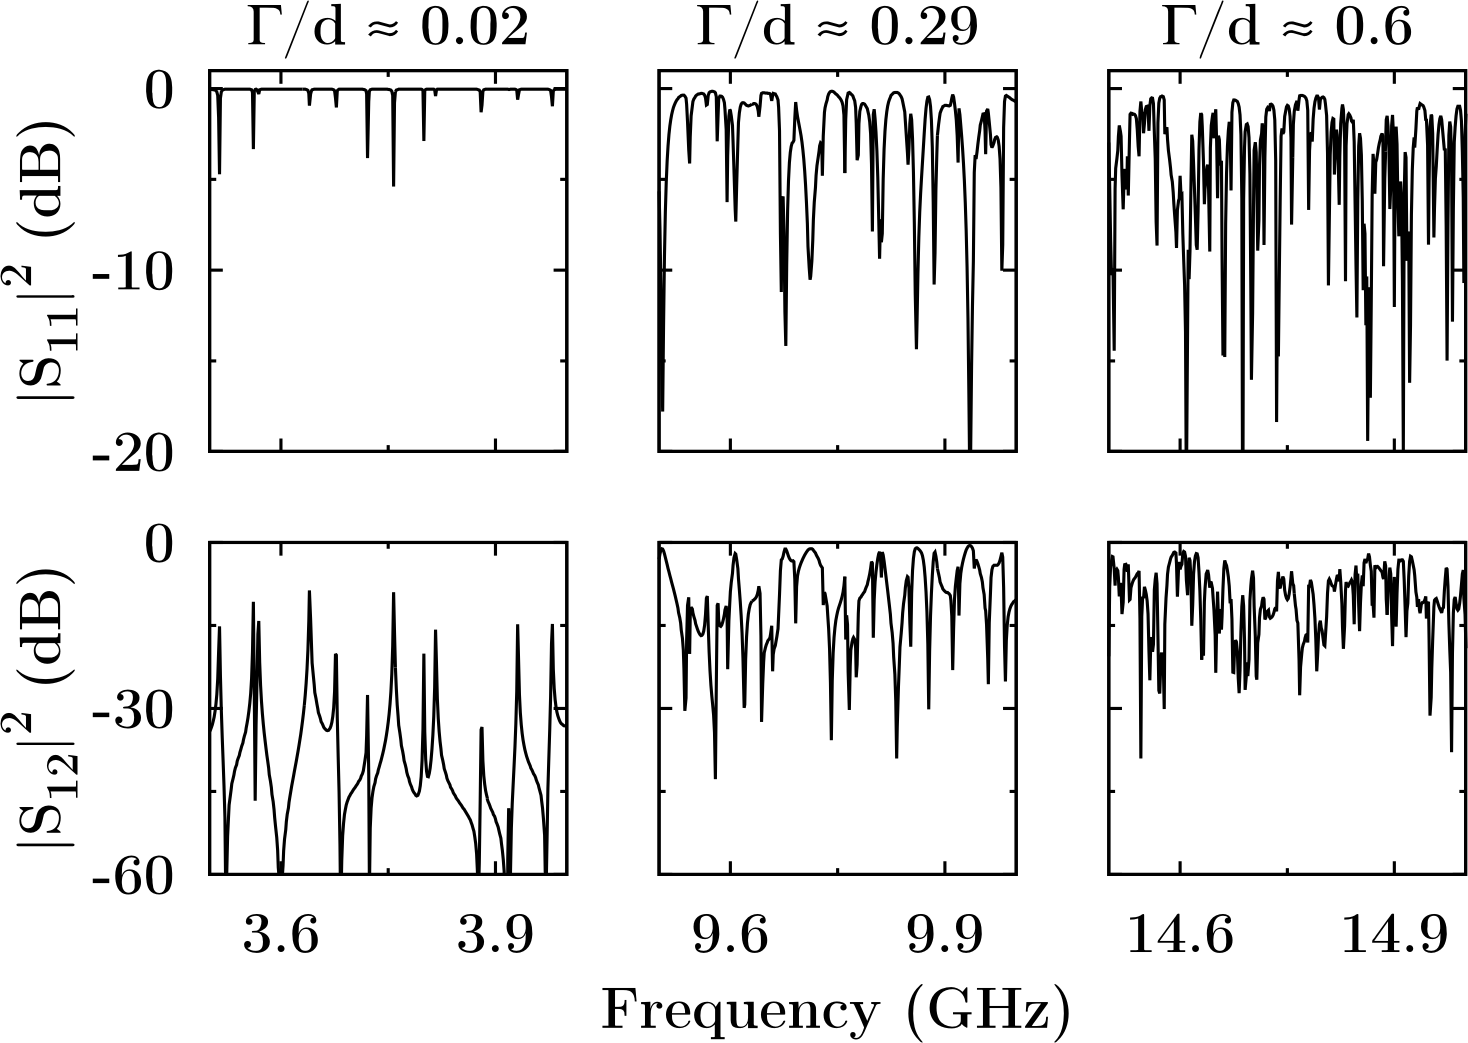 Γ/d ≈ 0.02 Γ/d ≈ 0.29 Γ/d ≈ 0.6
|S₁₁|² (dB)
0
-10
-20
|S₁₂|² (dB)
0
-30
-60
3.6 3.9 9.6 9.9 14.6 14.9
Frequency (GHz)